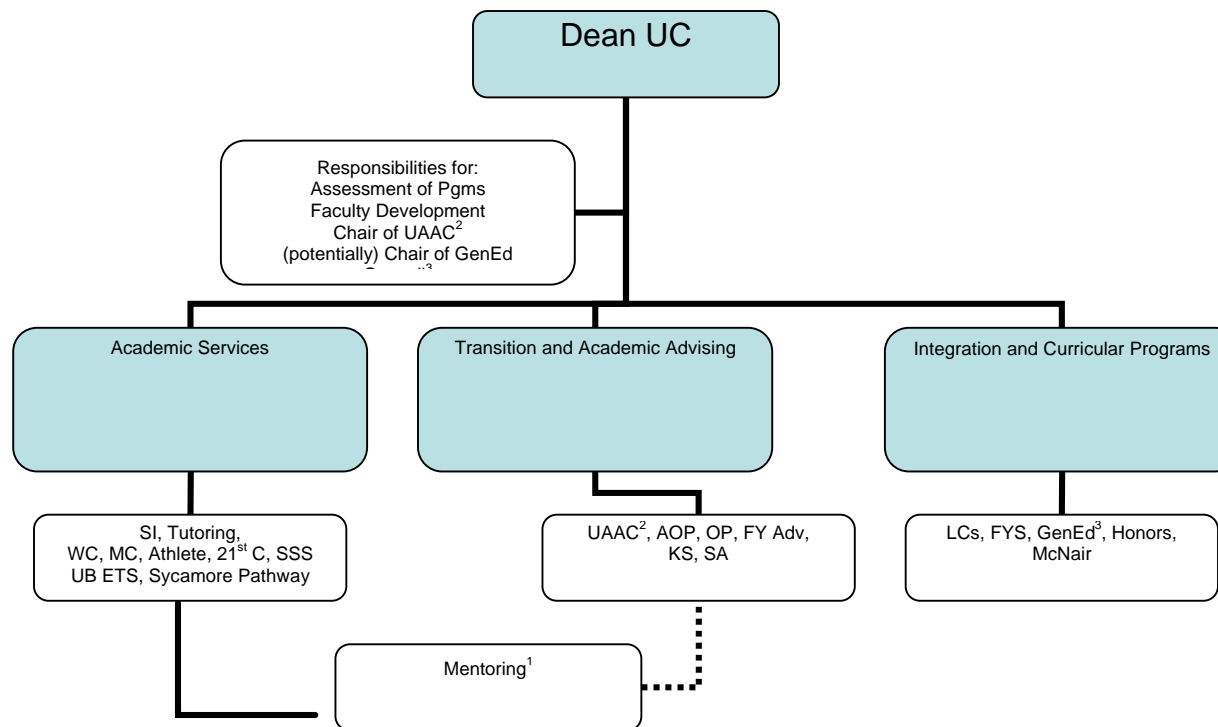 Dean UC
Responsibilities for:
Assessment of Pgms
Faculty Development
Chair of UAAC²
(potentially) Chair of GenEd
Academic Services
Transition and Academic Advising
Integration and Curricular Programs
SI, Tutoring,
WC, MC, Athlete, 21ˢᵗ C, SSS
UB ETS, Sycamore Pathway
UAAC², AOP, OP, FY Adv,
KS, SA
LCs, FYS, GenEd³, Honors,
McNair
Mentoring¹